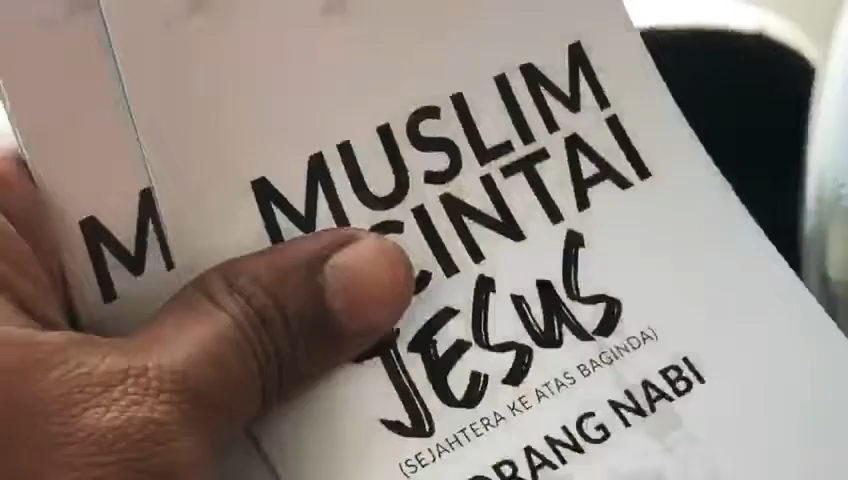 MUSLIM
CINTAI
JESUS
(SEJAHTERA KE ATAS BAGINDA)
ORANG NABI
M